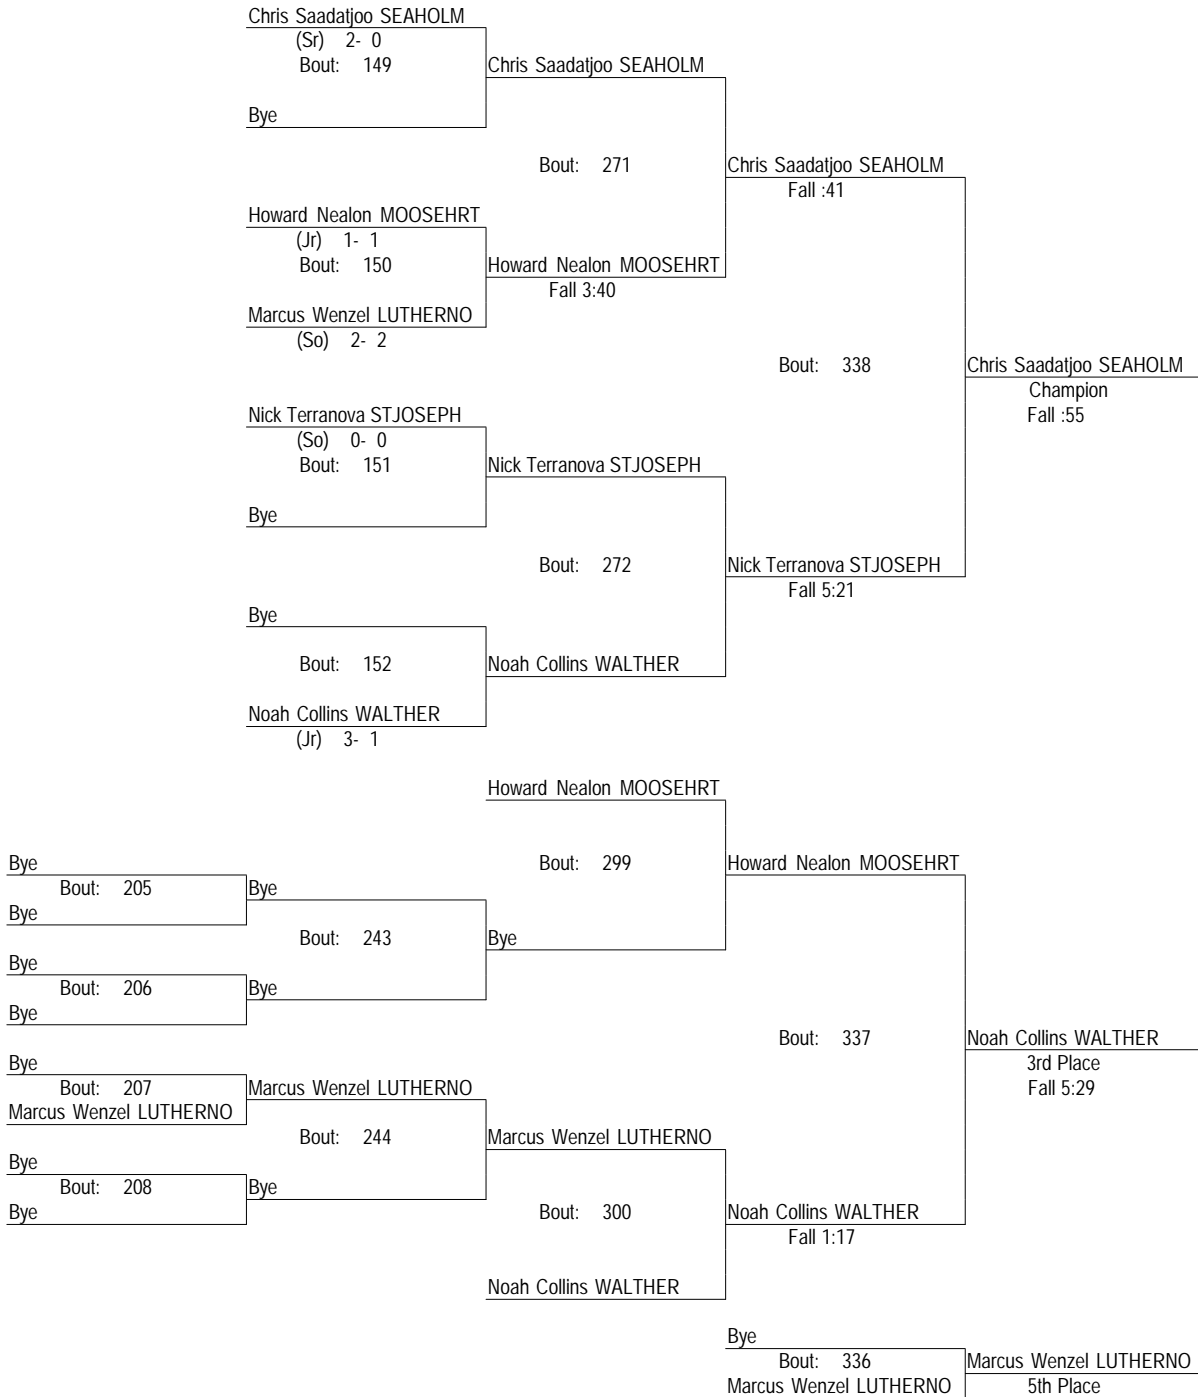 Chris Saadatjoo SEAHOLM
(Sr) 2- 0
Bout: 149
Chris Saadatjoo SEAHOLM
Bye
Bout: 271
Chris Saadatjoo SEAHOLM
Fall :41
Howard Nealon MOOSEHRT
(Jr) 1- 1
Bout: 150
Howard Nealon MOOSEHRT
Fall 3:40
Marcus Wenzel LUTHERNO
(So) 2- 2
Bout: 338
Chris Saadatjoo SEAHOLM
Champion
Fall :55
Nick Terranova STJOSEPH
(So) 0- 0
Bout: 151
Nick Terranova STJOSEPH
Bye
Bout: 272
Nick Terranova STJOSEPH
Fall 5:21
Bye
Bout: 152
Noah Collins WALTHER
Noah Collins WALTHER
(Jr) 3- 1
Howard Nealon MOOSEHRT
Bye
Bout: 299
Howard Nealon MOOSEHRT
Bout: 205
Bye
Bye
Bout: 243
Bye
Bye
Bout: 206
Bye
Bye
Bout: 337
Noah Collins WALTHER
3rd Place
Fall 5:29
Bye
Bout: 207
Marcus Wenzel LUTHERNO
Marcus Wenzel LUTHERNO
Bout: 244
Marcus Wenzel LUTHERNO
Bye
Bout: 208
Bye
Bye
Bout: 300
Noah Collins WALTHER
Fall 1:17
Noah Collins WALTHER
Bye
Bout: 336
Marcus Wenzel LUTHERNO
Marcus Wenzel LUTHERNO
5th Place